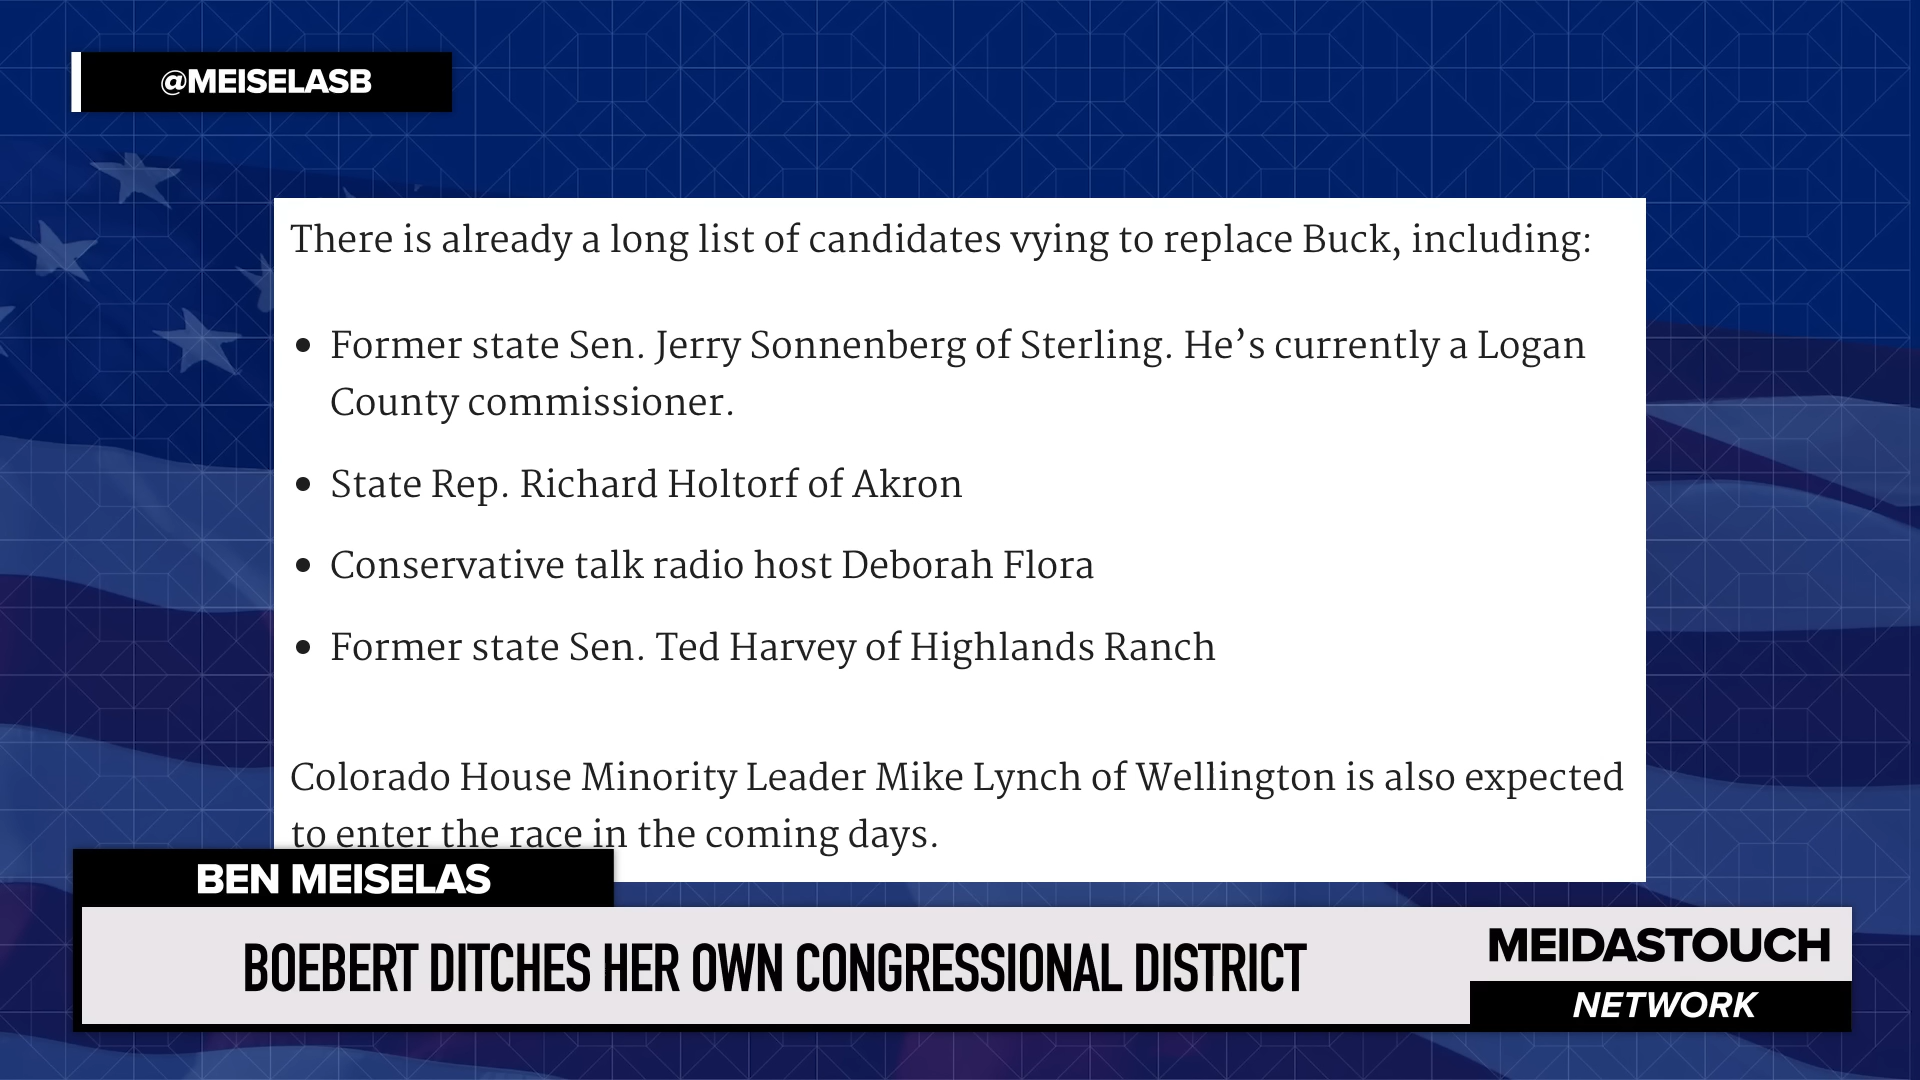 @MEISELASB
There is already a long list of candidates vying to replace Buck, including:
• Former state Sen. Jerry Sonnenberg of Sterling. He’s currently a Logan
County commissioner.
• State Rep. Richard Holtorf of Akron
• Conservative talk radio host Deborah Flora
• Former state Sen. Ted Harvey of Highlands Ranch
Colorado House Minority Leader Mike Lynch of Wellington is also expected
to enter the race in the coming days.
BEN MEISELAS
BOEBERT DITCHES HER OWN CONGRESSIONAL DISTRICT
MEIDASTOUCH
NETWORK